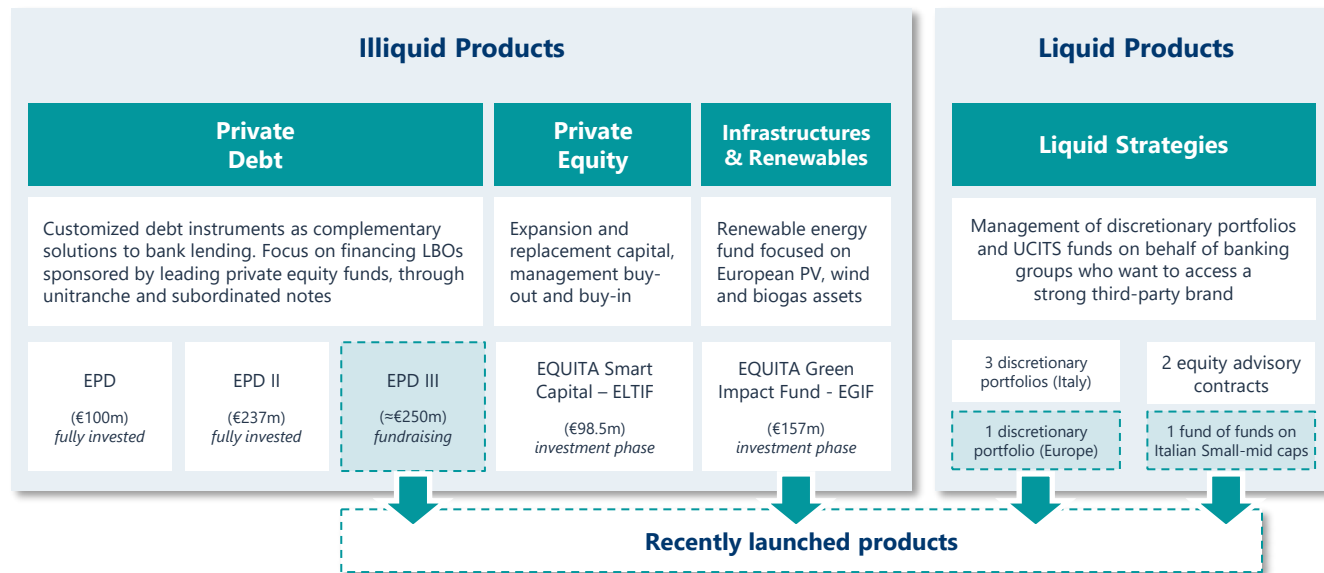 Illiquid Products
Private
Debt
Private
Equity
Infrastructures
& Renewables
Customized debt instruments as complementary
solutions to bank lending. Focus on financing LBOs
sponsored by leading private equity funds, through
unitranche and subordinated notes
Expansion and
replacement capital,
management buy-
out and buy-in
Renewable energy
fund focused on
European PV, wind
and biogas assets
EPD
(€100m)
fully invested
EPD II
(€237m)
fully invested
EPD III
(≈€250m)
fundraising
EQUITA Smart
Capital – ELTIF
(€98.5m)
investment phase
EQUITA Green
Impact Fund - EGIF
(€157m)
investment phase
Liquid Products
Liquid Strategies
Management of discretionary portfolios
and UCITS funds on behalf of banking
groups who want to access a
strong third-party brand
3 discretionary
portfolios (Italy)
2 equity advisory
contracts
1 discretionary
portfolio (Europe)
1 fund of funds on
Italian Small-mid caps
Recently launched products